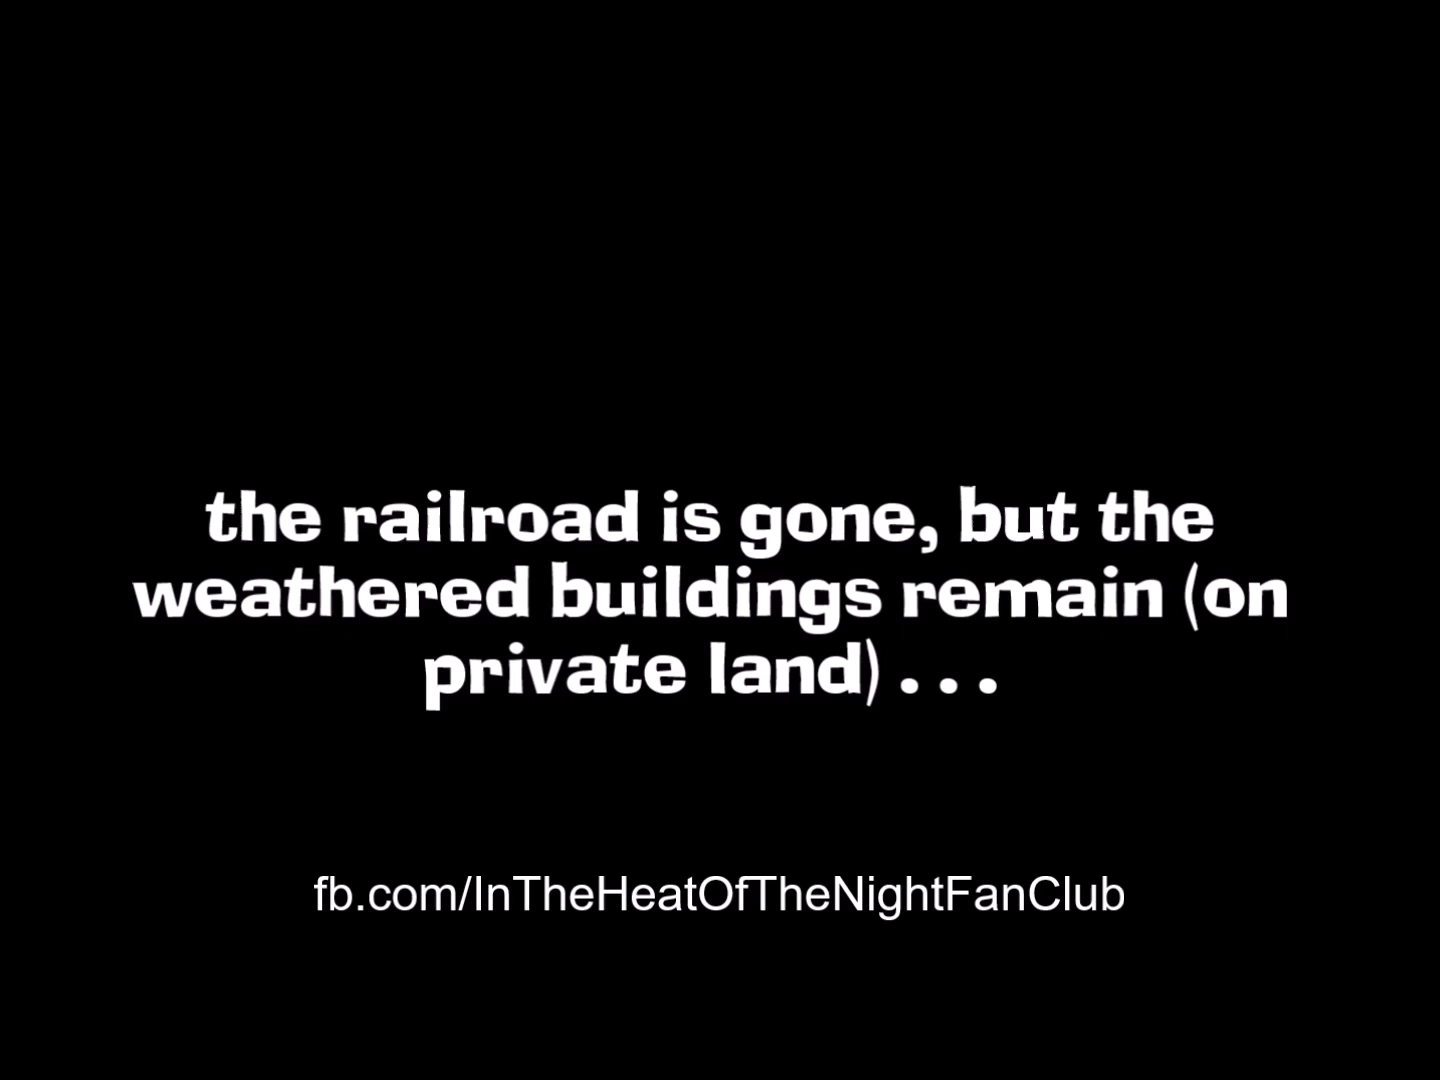 the railroad is gone, but the
weathered buildings remain (on
private land) . . .
fb.com/InTheHeatOfTheNightFanClub